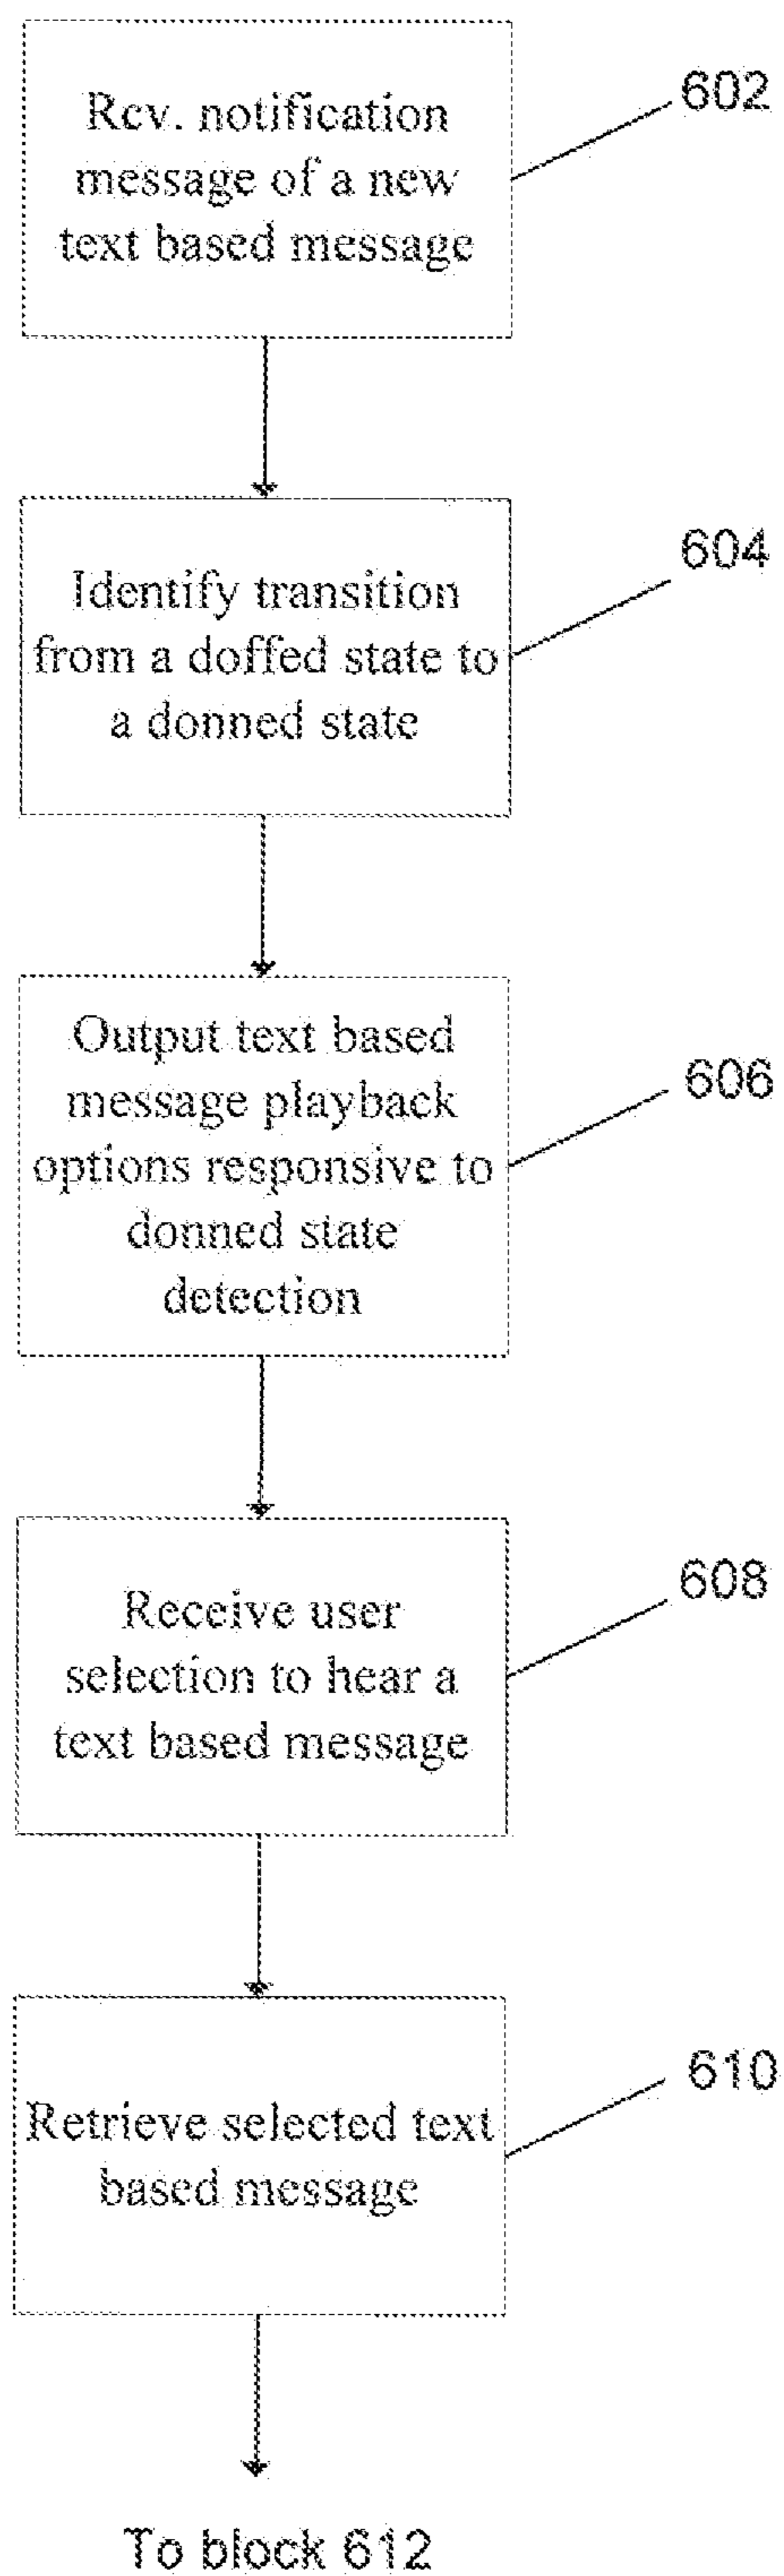 Rcv. notification
message of a new
text based message
602
Identify transition
from a doffed state to
a donned state
604
Output text based
message playback
options responsive to
donned state
detection
606
Receive user
selection to hear a
text based message
608
Retrieve selected text
based message
610
To block 612